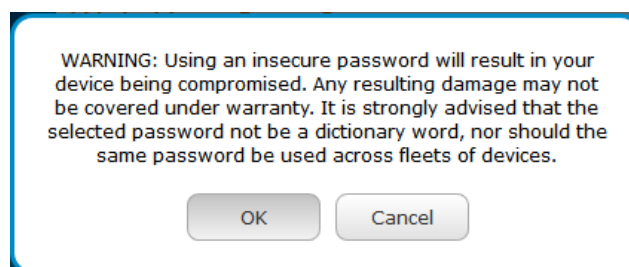 WARNING: Using an insecure password will result in your
device being compromised. Any resulting damage may not
be covered under warranty. It is strongly advised that the
selected password not be a dictionary word, nor should the
same password be used across fleets of devices.
OK
Cancel